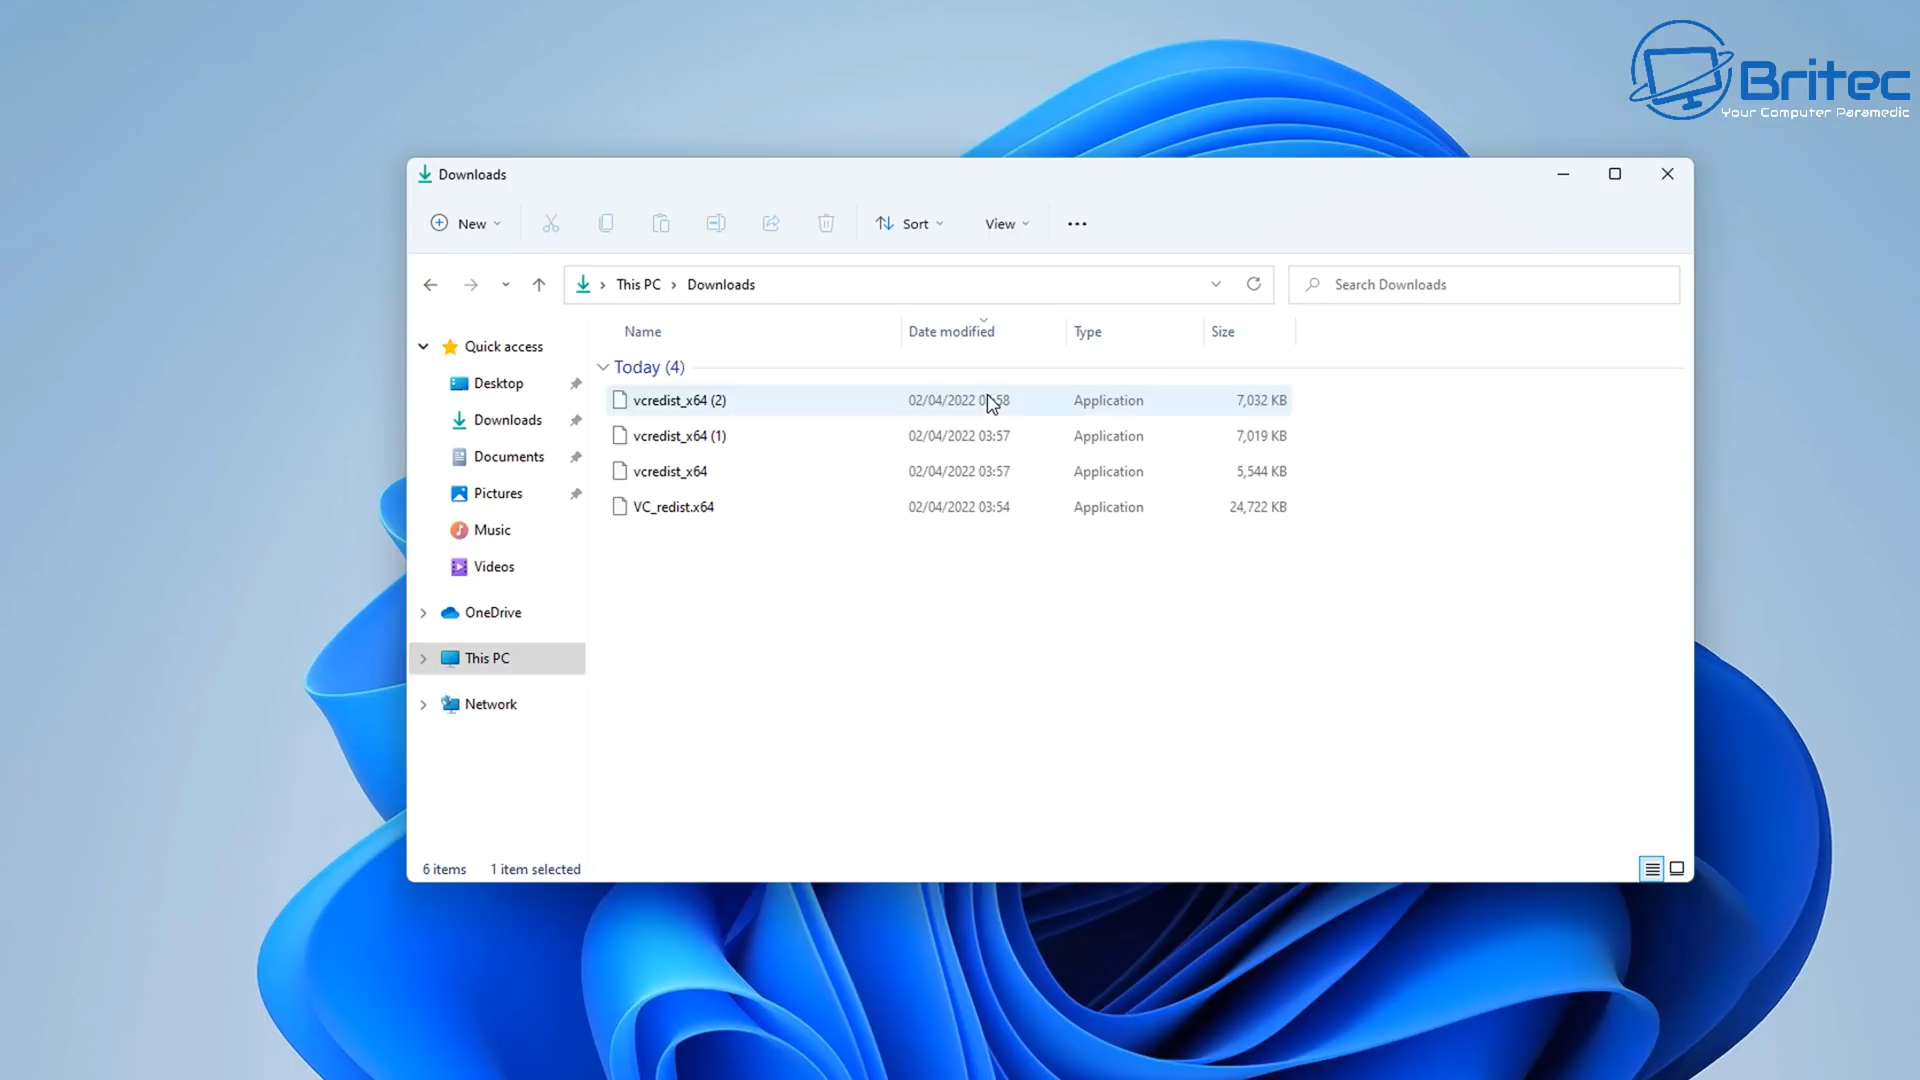 Britec
Your Computer Paramedic
Downloads
New
Sort
View
This PC
Downloads
Search Downloads
Name
Date modified
Type
Size
Quick access
Desktop
Downloads
Documents
Pictures
Music
Videos
OneDrive
This PC
Network
Today (4)
vcredist_x64 (2) 02/04/2022 Application 7,032 KB
vcredist_x64 (1) 02/04/2022 03:57 Application 7,019 KB
vcredist_x64 02/04/2022 03:57 Application 5,544 KB
VC_redist.x64 02/04/2022 03:54 Application 24,722 KB
6 items
1 item selected